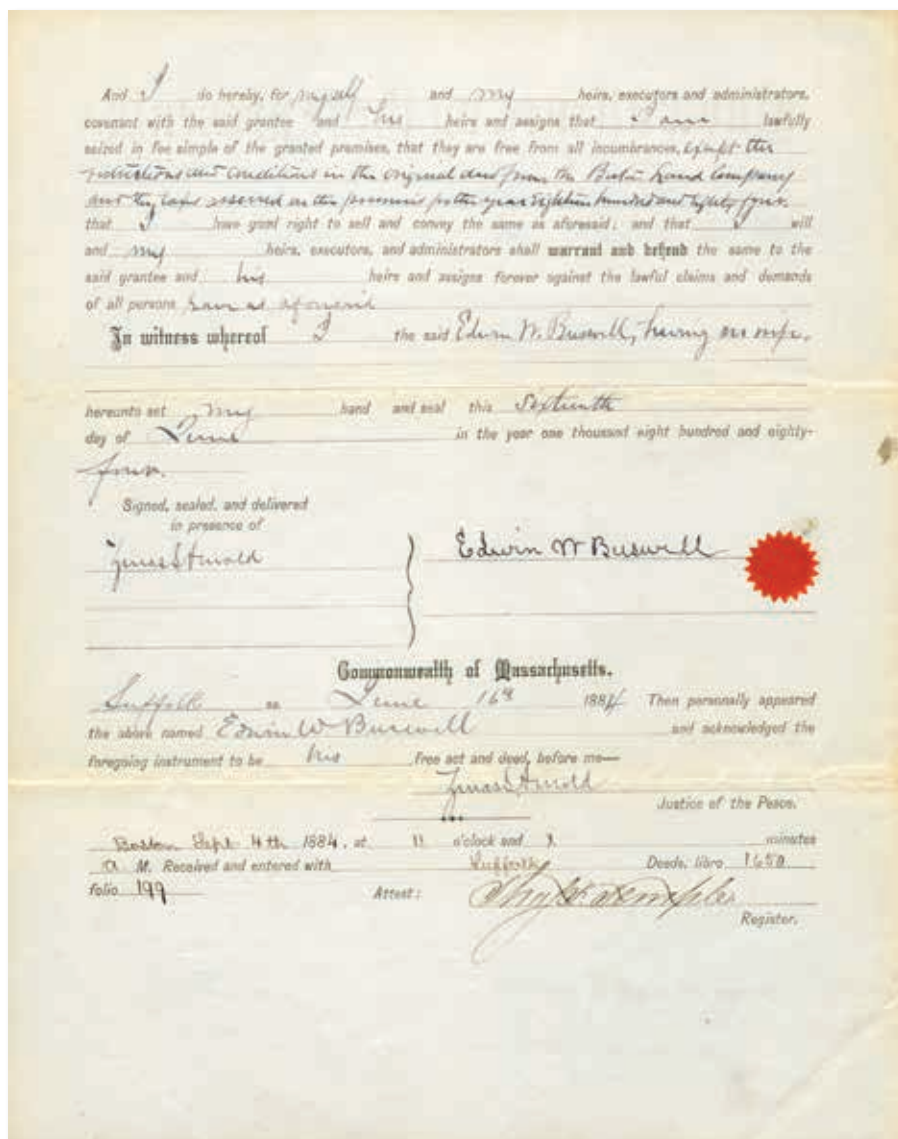 And I do hereby, for myself and my heirs, executors and administrators,
covenant with the said grantee and his heirs and assigns that I am lawfully
seized in fee simple of the granted premises, that they are free from all incumbrances, except the
restrictions and conditions in the original deed from the Boston Land Company
and the taxes assessed on the premises for the year eighteen hundred and eighty four.
that I have good right to sell and convey the same as aforesaid; and that I will
and my heirs, executors, and administrators shall warrant and defend the same to the
said grantee and his heirs and assigns forever against the lawful claims and demands
of all persons save as aforesaid
In witness whereof I the said Edwin W. Buswell, having no wife,
hereunto set my hand and seal this sixteenth
day of June in the year one thousand eight hundred and eighty-
four.
Signed, sealed, and delivered
in presence of
Edwin W Buswell
Commonwealth of Massachusetts.
Suffolk ss June 16th 1884 Then personally appeared
the above named Edwin W Buswell and acknowledged the
foregoing instrument to be his free act and deed, before me—
Justice of the Peace.
Boston Sept 4th 1884, at 11 o'clock and minutes
A. M. Received and entered with Suffolk Deeds, libro 1650
folio 199 Attest: Temple
Register.